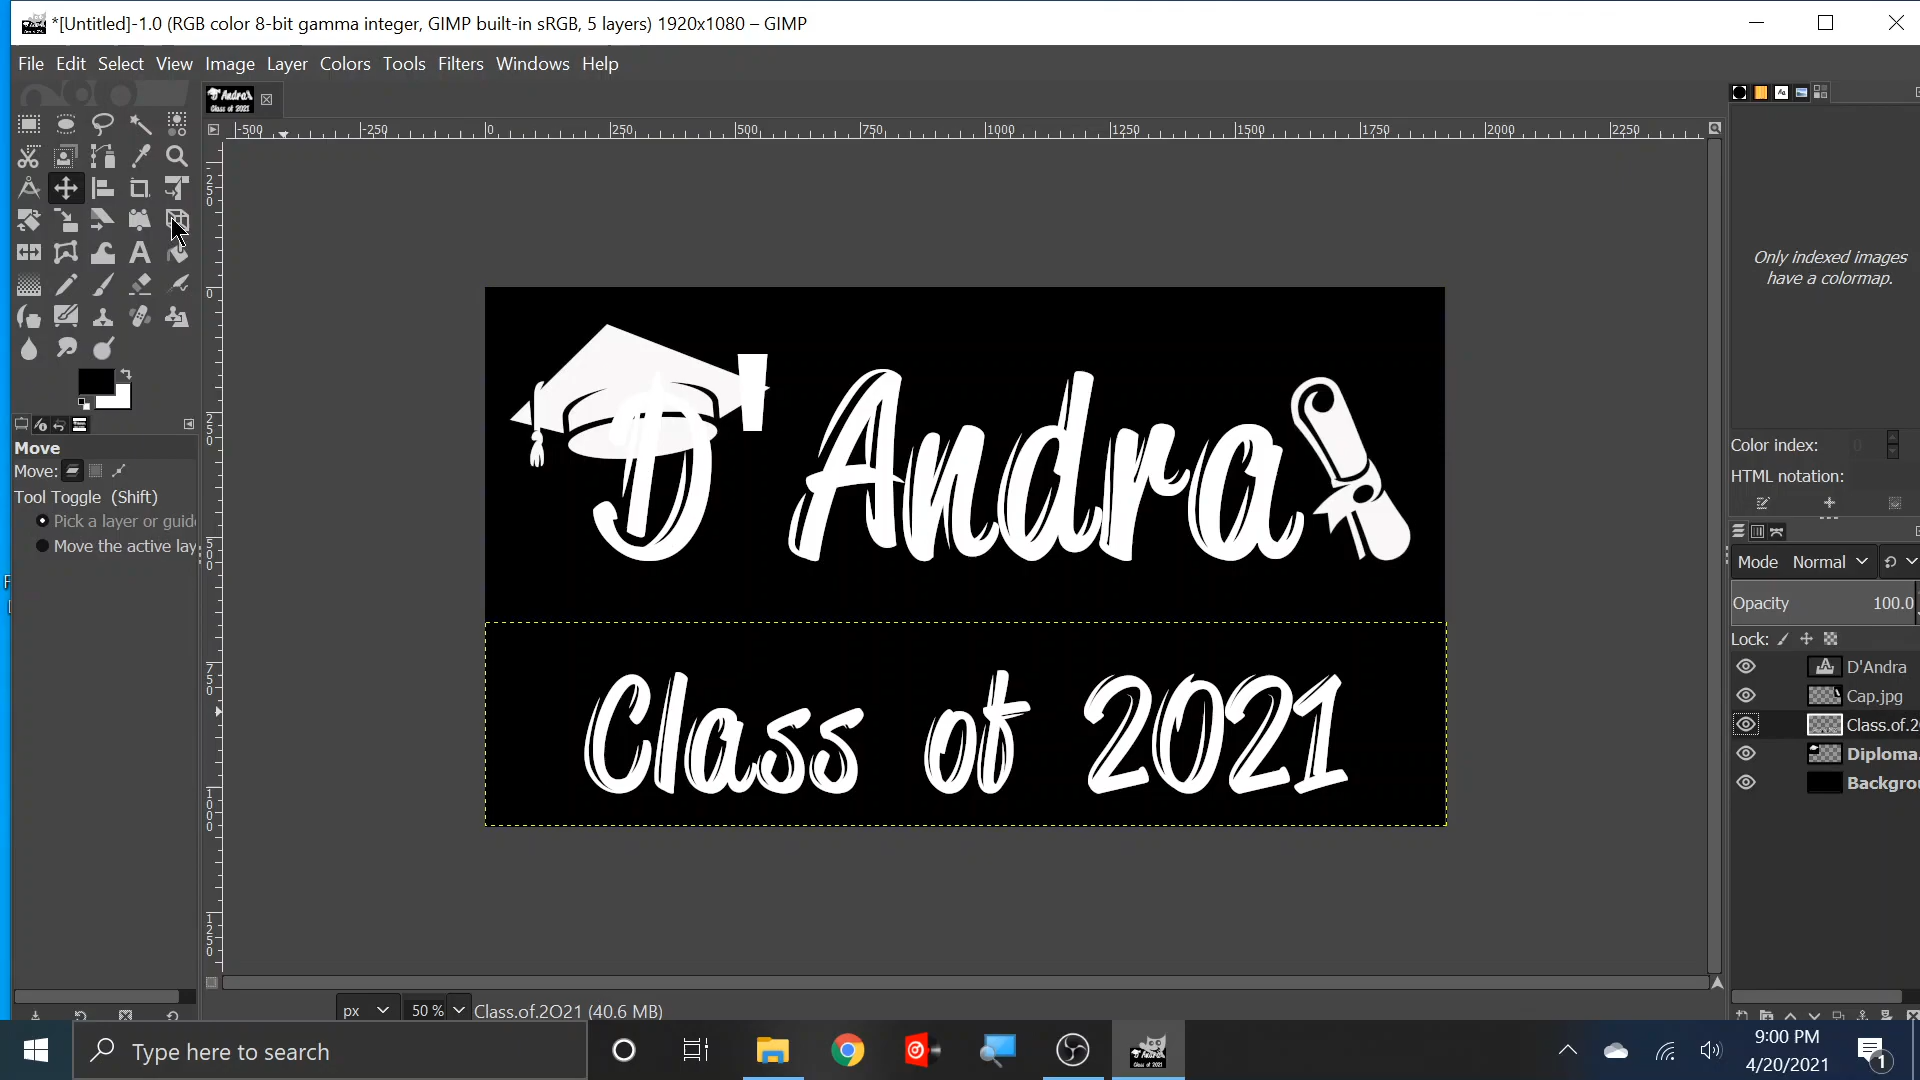 *[Untitled]-1.0 (RGB color 8-bit gamma integer, GIMP built-in sRGB, 5 layers) 1920x1080 – GIMP
File Edit Select View Image Layer Colors Tools Filters Windows Help
-500 -250 0 250 500 750 1000 1250 1500 1750 2000 2250
Only indexed images
have a colormap.
D'Andra
Move
Move:
Tool Toggle (Shift)
Pick a layer or guid
Move the active lay
Color index: 0
HTML notation:
Mode Normal
Opacity 100.0
Lock:
D'Andra
Cap.jpg
Class.of.2
Diploma.
Backgrou
Class of 2021
px 50 % Class.of.2O21 (40.6 MB)
Type here to search
9:00 PM
4/20/2021
1